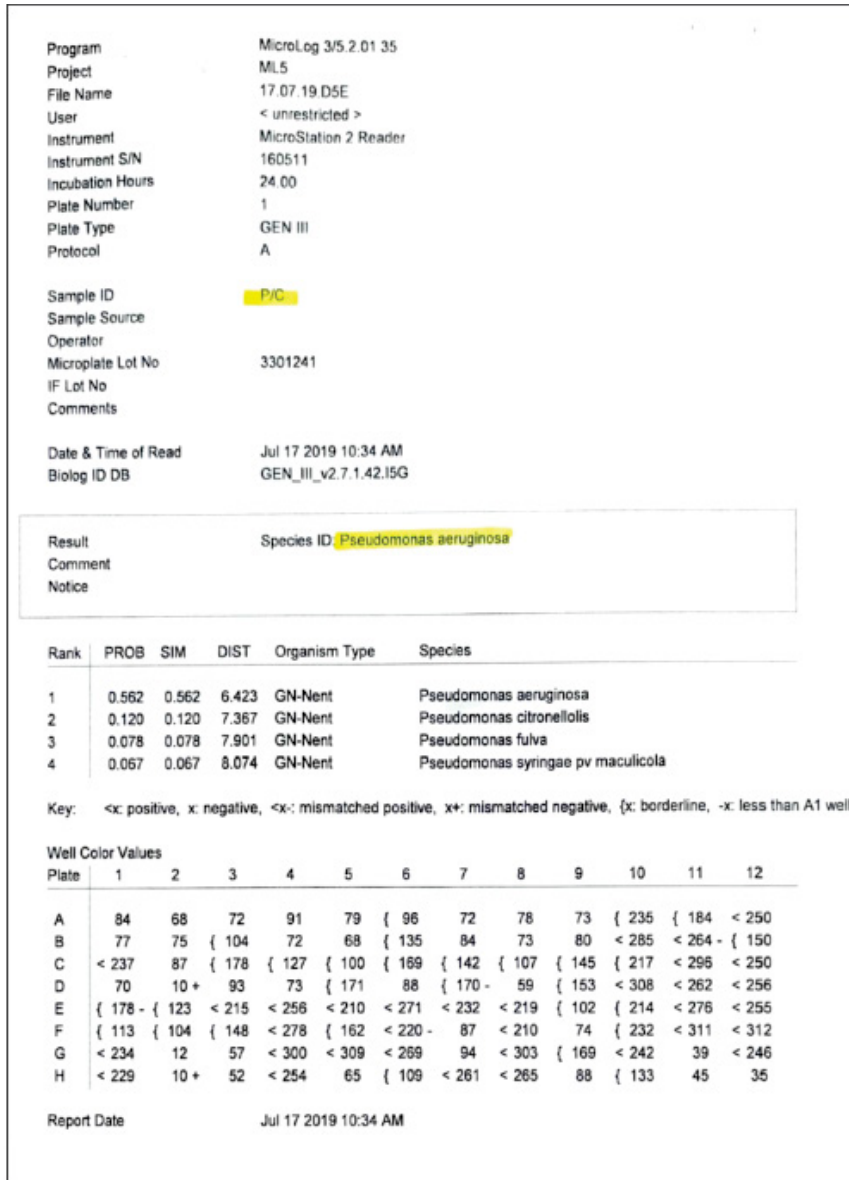 Program MicroLog 3/5.2.01 35
Project ML5
File Name 17.07.19.D5E
User < unrestricted >
Instrument MicroStation 2 Reader
Instrument S/N 160511
Incubation Hours 24.00
Plate Number 1
Plate Type GEN III
Protocol A
Sample ID P/C
Sample Source
Operator
Microplate Lot No 3301241
IF Lot No
Comments
Date & Time of Read Jul 17 2019 10:34 AM
Biolog ID DB GEN_III_v2.7.1.42.I5G
Result Species ID: Pseudomonas aeruginosa
Comment
Notice
Rank PROB SIM DIST Organism Type Species
1 0.562 0.562 6.423 GN-Nent Pseudomonas aeruginosa
2 0.120 0.120 7.367 GN-Nent Pseudomonas citronellolis
3 0.078 0.078 7.901 GN-Nent Pseudomonas fulva
4 0.067 0.067 8.074 GN-Nent Pseudomonas syringae pv maculicola
Key: <x: positive, x: negative, <x-: mismatched positive, x+: mismatched negative, {x: borderline, -x: less than A1 well
Well Color Values
Plate 1 2 3 4 5 6 7 8 9 10 11 12
A 84 68 72 91 79 { 96 72 78 73 { 235 { 184 < 250
B 77 75 { 104 72 68 { 135 84 73 80 < 285 < 264 - { 150
C < 237 87 { 178 { 127 { 100 { 169 { 142 { 107 { 145 { 217 < 296 < 250
D 70 10 + 93 73 { 171 88 { 170 - 59 { 153 < 308 < 262 < 256
E { 178 - { 123 < 215 < 256 < 210 < 271 < 232 < 219 { 102 { 214 < 276 < 255
F { 113 { 104 { 148 < 278 { 162 < 220 - 87 < 210 74 { 232 < 311 < 312
G < 234 12 57 < 300 < 309 < 269 94 < 303 { 169 < 242 39 < 246
H < 229 10 + 52 < 254 65 { 109 < 261 < 265 88 { 133 45 35
Report Date Jul 17 2019 10:34 AM